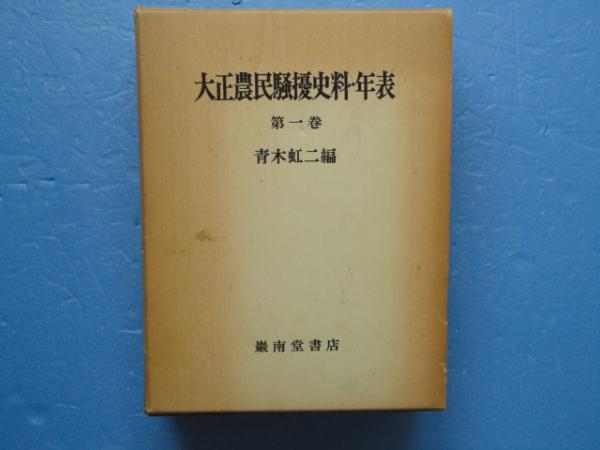 大正農民騒擾史料・年表
第一巻
青木虹二編
巖南堂書店